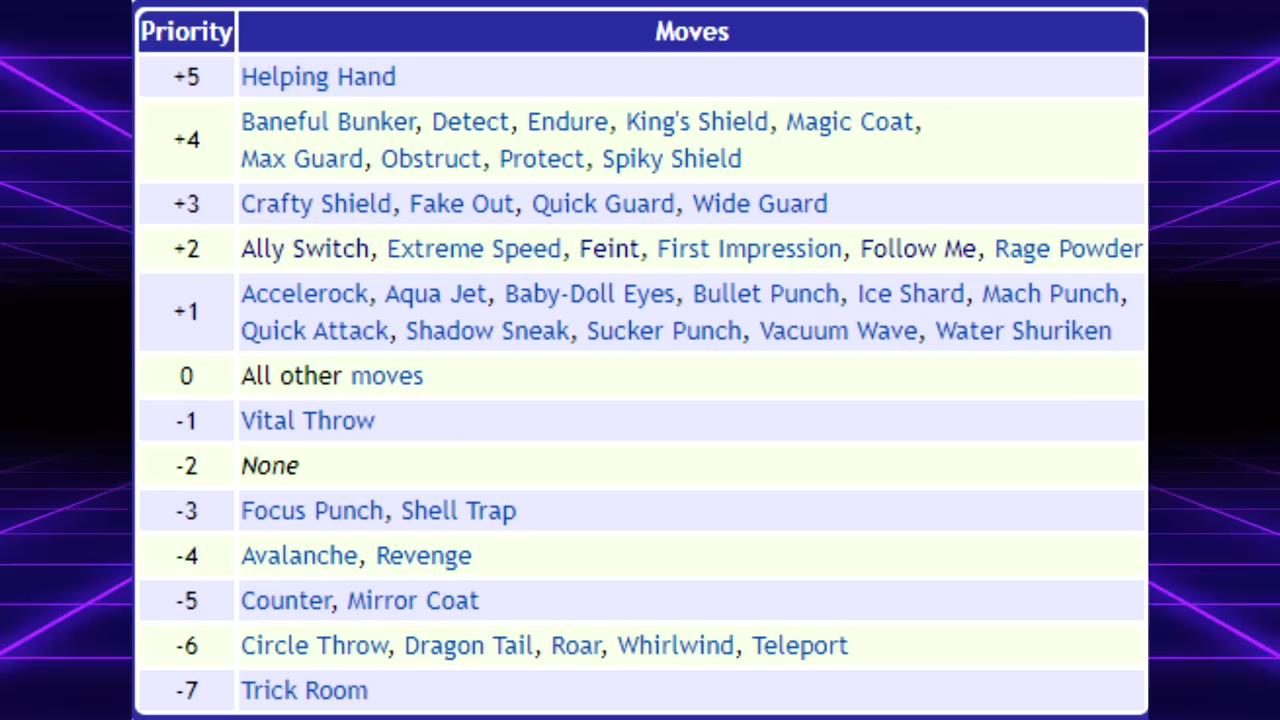 Priority Moves
+5 Helping Hand
+4 Baneful Bunker, Detect, Endure, King's Shield, Magic Coat,
Max Guard, Obstruct, Protect, Spiky Shield
+3 Crafty Shield, Fake Out, Quick Guard, Wide Guard
+2 Ally Switch, Extreme Speed, Feint, First Impression, Follow Me, Rage Powder
+1 Accelerock, Aqua Jet, Baby-Doll Eyes, Bullet Punch, Ice Shard, Mach Punch,
Quick Attack, Shadow Sneak, Sucker Punch, Vacuum Wave, Water Shuriken
0 All other moves
-1 Vital Throw
-2 None
-3 Focus Punch, Shell Trap
-4 Avalanche, Revenge
-5 Counter, Mirror Coat
-6 Circle Throw, Dragon Tail, Roar, Whirlwind, Teleport
-7 Trick Room